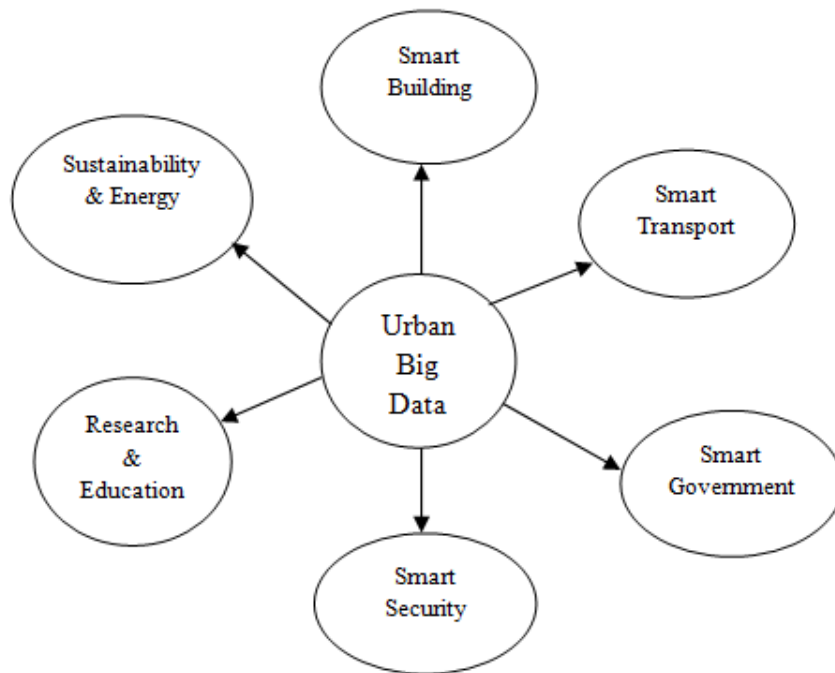 Smart
Building
Sustainability
& Energy
Smart
Transport
Urban
Big
Data
Research
&
Education
Smart
Government
Smart
Security